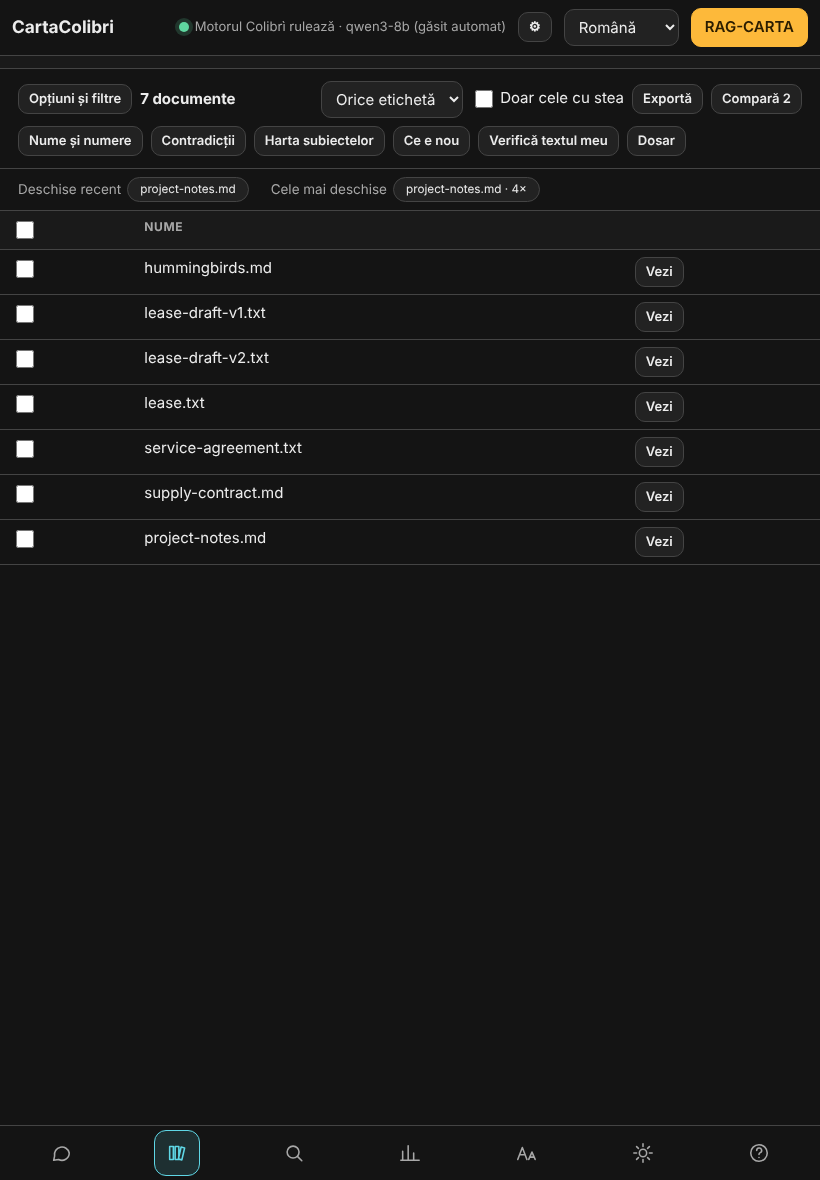 CartaColibri
Motorul Colibrì rulează · qwen3-8b (găsit automat)
Română
RAG-CARTA
Opțiuni și filtre
7 documente
Orice etichetă
Doar cele cu stea
Exportă
Compară 2
Nume și numere
Contradicții
Harta subiectelor
Ce e nou
Verifică textul meu
Dosar
Deschise recent
project-notes.md
Cele mai deschise
project-notes.md · 4×
NUME
hummingbirds.md
Vezi
lease-draft-v1.txt
Vezi
lease-draft-v2.txt
Vezi
lease.txt
Vezi
service-agreement.txt
Vezi
supply-contract.md
Vezi
project-notes.md
Vezi
AA